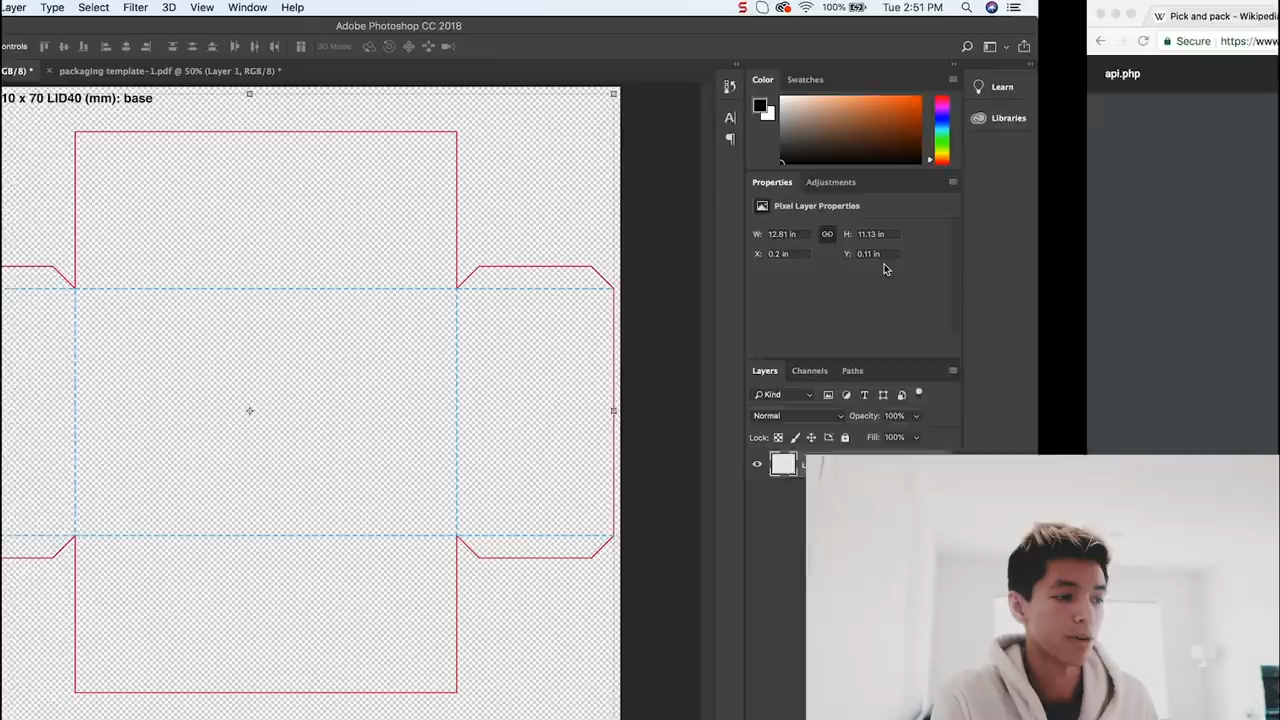 ayer Type Select Filter 3D View Window Help 100% Tue 2:51 PM
Adobe Photoshop CC 2018
ontrols 3D Mode:
GB/8) * × packaging template-1.pdf @ 50% (Layer 1, RGB/8) *
10 x 70 LID40 (mm): base
Color Swatches
Learn
Libraries
Properties Adjustments
Pixel Layer Properties
W: 12.81 in H: 11.13 in
X: 0.2 in Y: 0.11 in
Layers Channels Paths
Kind
Normal Opacity: 100%
Lock: Fill: 100%
Pick and pack - Wikipedi
Secure https://www
api.php